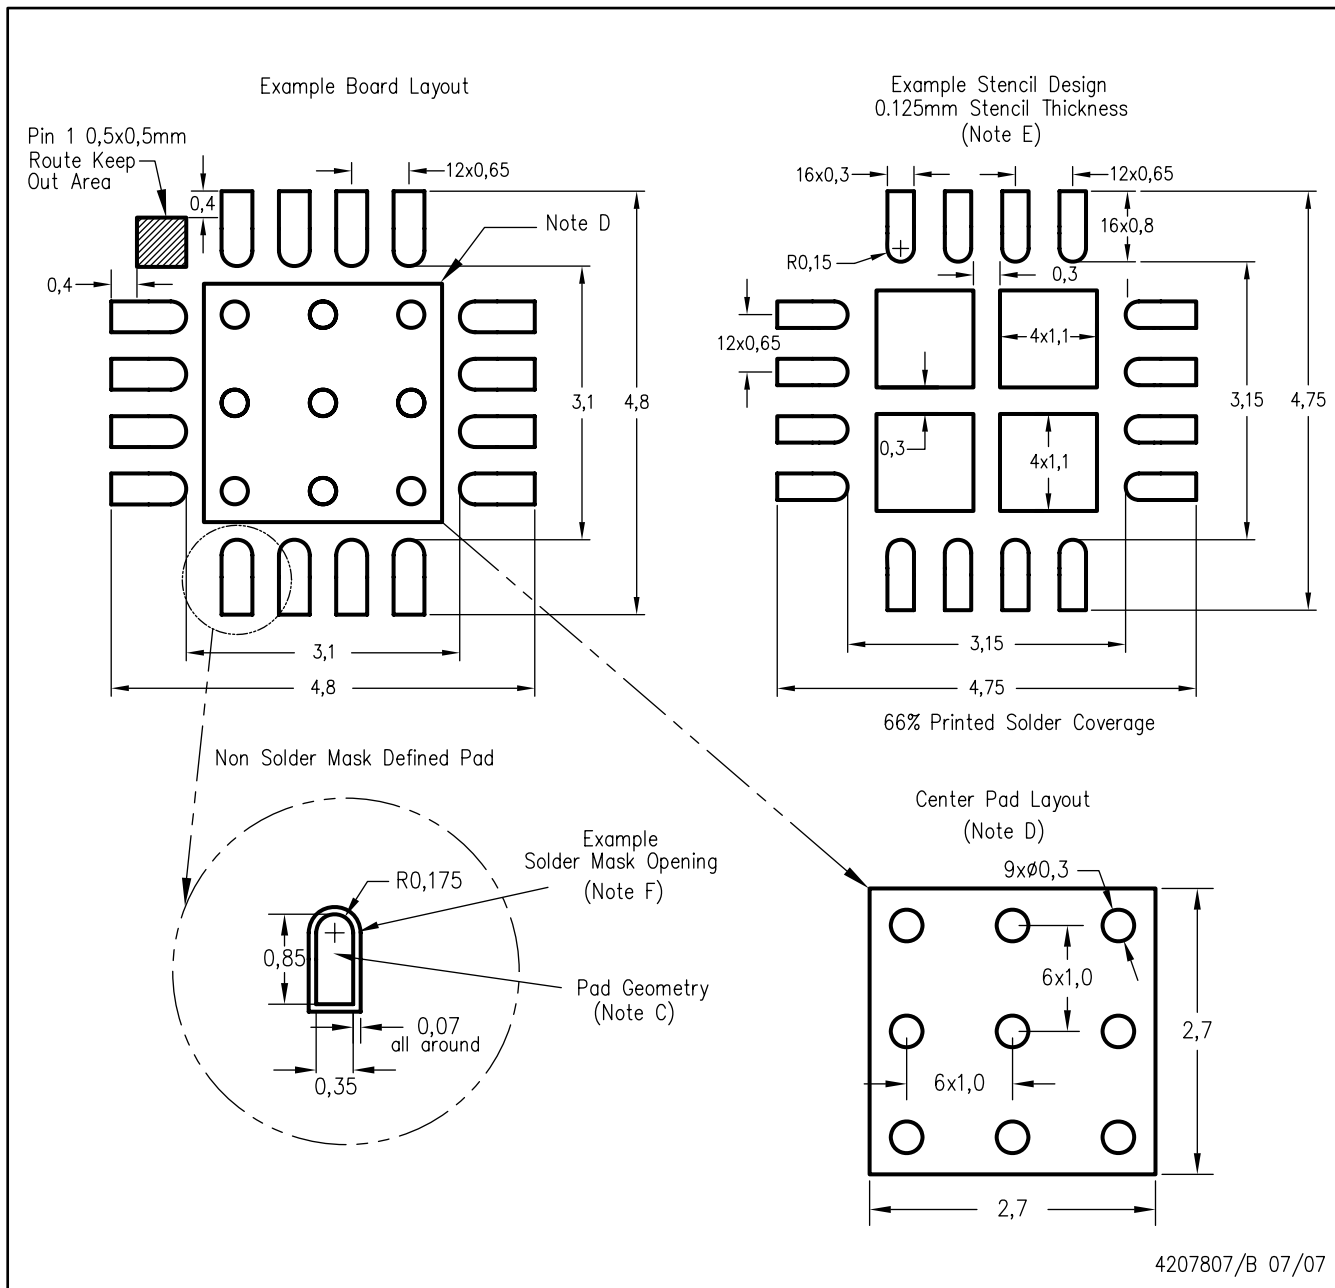 Example Board Layout
Pin 1 0,5x0,5mm
Route Keep
Out Area
0,4
12x0,65
Note D
0,4
3,1
4,8
3,1
4,8
Example Stencil Design
0.125mm Stencil Thickness
(Note E)
16x0,3
12x0,65
16x0,8
R0,15
0,3
12x0,65
4x1,1
0,3
4x1,1
3,15
4,75
3,15
4,75
66% Printed Solder Coverage
Non Solder Mask Defined Pad
Example
Solder Mask Opening
(Note F)
R0,175
0,85
Pad Geometry
(Note C)
0,07
all around
0,35
Center Pad Layout
(Note D)
9xø0,3
6x1,0
6x1,0
2,7
2,7
4207807/B 07/07